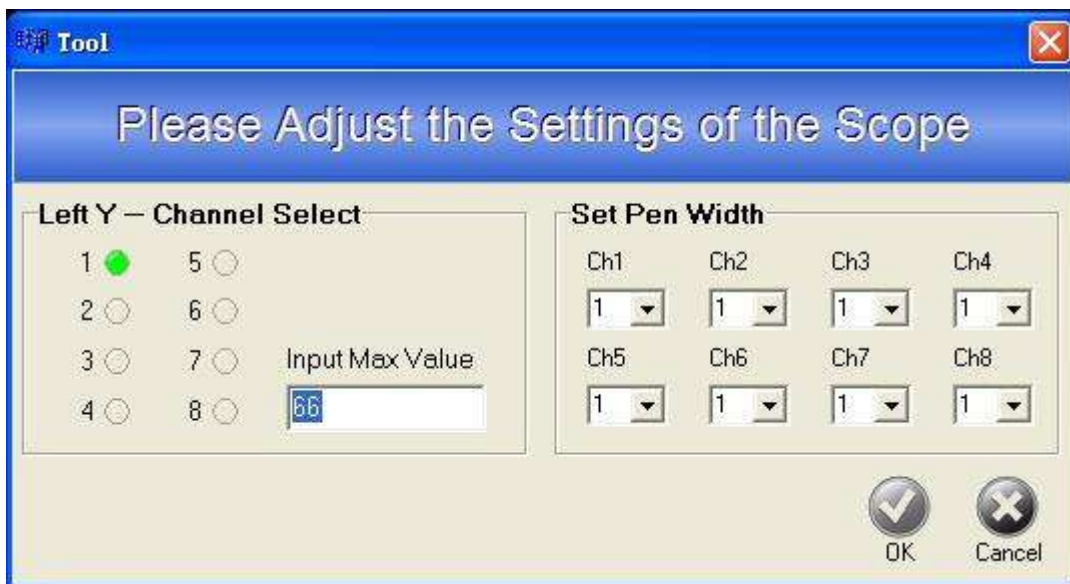 Tool
Please Adjust the Settings of the Scope
Left Y – Channel Select
1 5
2 6
3 7
4 8
Input Max Value
66
Set Pen Width
Ch1 Ch2 Ch3 Ch4
1 1 1 1
Ch5 Ch6 Ch7 Ch8
1 1 1 1
OK Cancel